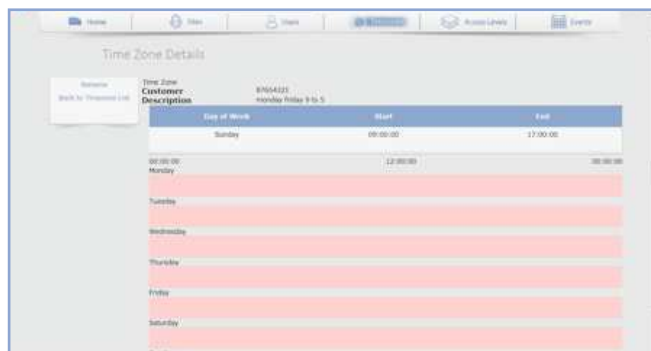 Home Sites Users Access Levels Events
Time Zone Details
Rename
Back to Timezone List
Time Zone
Customer 87654321
Description monday friday 9 to 5
Day of Week Start End
Sunday 09:00:00 17:00:00
00:00:00 12:00:00 00:00:00
Monday
Tuesday
Wednesday
Thursday
Friday
Saturday